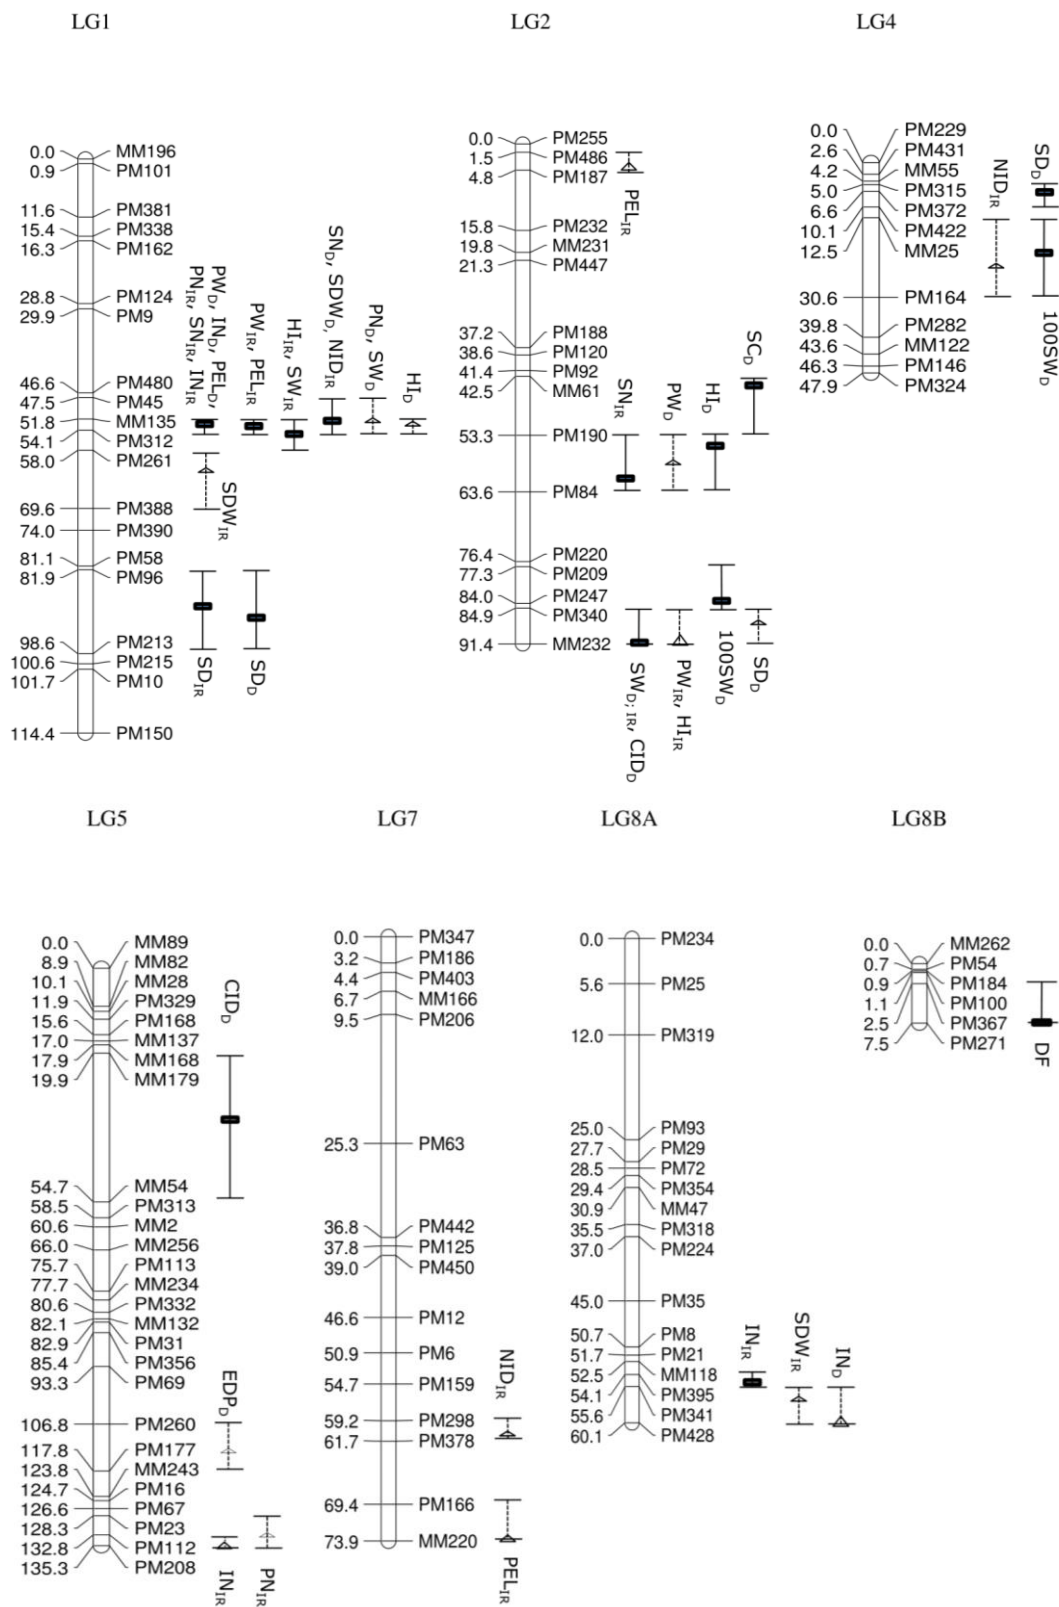 LG1
0.0 MM196
0.9 PM101
11.6 PM381
15.4 PM338
16.3 PM162
28.8 PM124
29.9 PM9
46.6 PM480
47.5 PM45
51.8 MM135
54.1 PM312
58.0 PM261
69.6 PM388
74.0 PM390
81.1 PM58
81.9 PM96
98.6 PM213
100.6 PM215
101.7 PM10
114.4 PM150
PW_D, IN_D, PEL_D,
PN_IR, SN_IR, IN_IR
PW_IR, PEL_IR
HI_IR, SW_IR
SN_D, SDW_D, NID_IR
PN_D, SW_D
HI_D
SDW_IR
SD_IR
SD_D
LG2
0.0 PM255
1.5 PM486
4.8 PM187
15.8 PM232
19.8 MM231
21.3 PM447
37.2 PM188
38.6 PM120
41.4 PM92
42.5 MM61
53.3 PM190
63.6 PM84
76.4 PM220
77.3 PM209
84.0 PM247
84.9 PM340
91.4 MM232
PEL_IR
SN_IR
PW_D
HI_D
SC_D
SW_D; IR, CID_D
PW_IR, HI_IR
100SW_D
SD_D
LG4
0.0 PM229
2.6 PM431
4.2 MM55
5.0 PM315
6.6 PM372
10.1 PM422
12.5 MM25
30.6 PM164
39.8 PM282
43.6 MM122
46.3 PM146
47.9 PM324
NID_IR
SD_D
100SW_D
LG5
0.0 MM89
8.9 MM82
10.1 MM28
11.9 PM329
15.6 PM168
17.0 MM137
17.9 MM168
19.9 MM179
54.7 MM54
58.5 PM313
60.6 MM2
66.0 MM256
75.7 PM113
77.7 MM234
80.6 PM332
82.1 MM132
82.9 PM31
85.4 PM356
93.3 PM69
106.8 PM260
117.8 PM177
123.8 MM243
124.7 PM16
126.6 PM67
128.3 PM23
132.8 PM112
135.3 PM208
CID_D
EDP_D
IN_IR
PN_IR
LG7
0.0 PM347
3.2 PM186
4.4 PM403
6.7 MM166
9.5 PM206
25.3 PM63
36.8 PM442
37.8 PM125
39.0 PM450
46.6 PM12
50.9 PM6
54.7 PM159
59.2 PM298
61.7 PM378
69.4 PM166
73.9 MM220
NID_IR
PEL_IR
LG8A
0.0 PM234
5.6 PM25
12.0 PM319
25.0 PM93
27.7 PM29
28.5 PM72
29.4 PM354
30.9 MM47
35.5 PM318
37.0 PM224
45.0 PM35
50.7 PM8
51.7 PM21
52.5 MM118
54.1 PM395
55.6 PM341
60.1 PM428
IN_IR
SDW_IR
IN_D
LG8B
0.0 MM262
0.7 PM54
0.9 PM184
1.1 PM100
2.5 PM367
7.5 PM271
DF